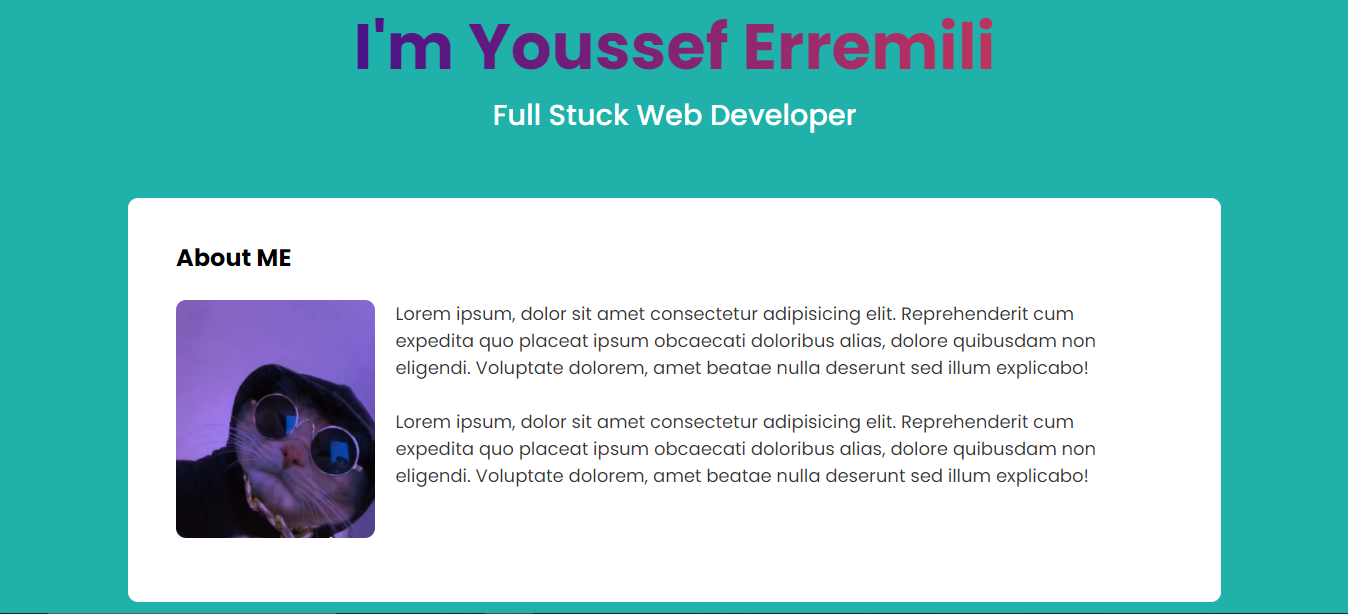 I'm Youssef Erremili
Full Stuck Web Developer
About ME
Lorem ipsum, dolor sit amet consectetur adipisicing elit. Reprehenderit cum
expedita quo placeat ipsum obcaecati doloribus alias, dolore quibusdam non
eligendi. Voluptate dolorem, amet beatae nulla deserunt sed illum explicabo!
Lorem ipsum, dolor sit amet consectetur adipisicing elit. Reprehenderit cum
expedita quo placeat ipsum obcaecati doloribus alias, dolore quibusdam non
eligendi. Voluptate dolorem, amet beatae nulla deserunt sed illum explicabo!